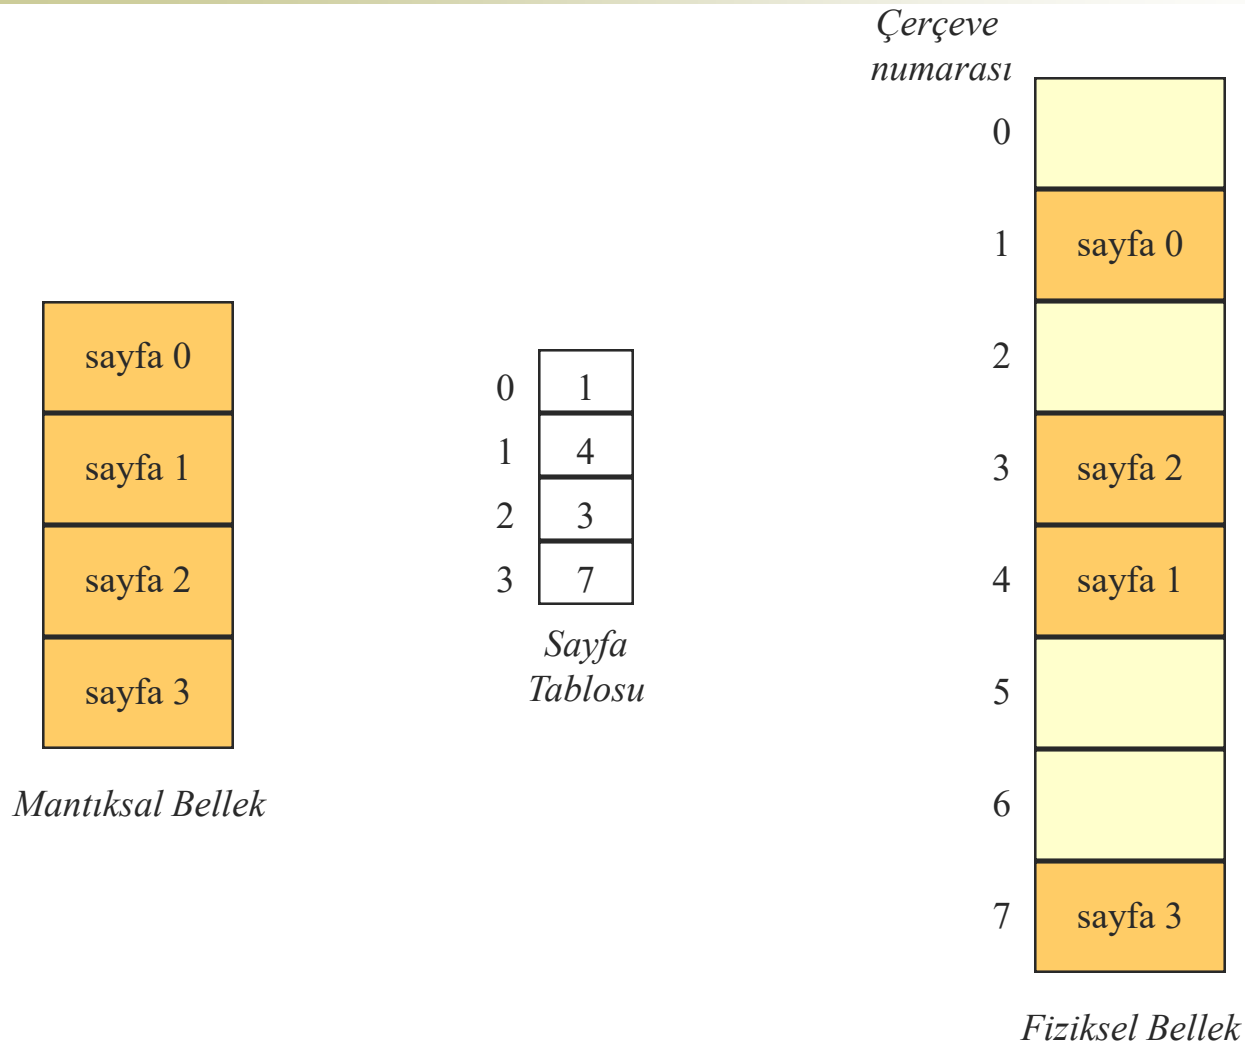 Çerçeve
numarası
0
1
sayfa 0
2
3
sayfa 2
4
sayfa 1
5
6
7
sayfa 3
Fiziksel Bellek
sayfa 0
sayfa 1
sayfa 2
sayfa 3
Mantıksal Bellek
0
1
1
4
2
3
3
7
Sayfa
Tablosu